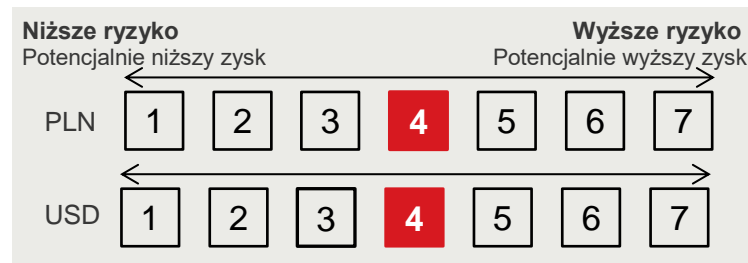 Niższe ryzyko Wyższe ryzyko
Potencjalnie niższy zysk Potencjalnie wyższy zysk
PLN 1 2 3 4 5 6 7
USD 1 2 3 4 5 6 7